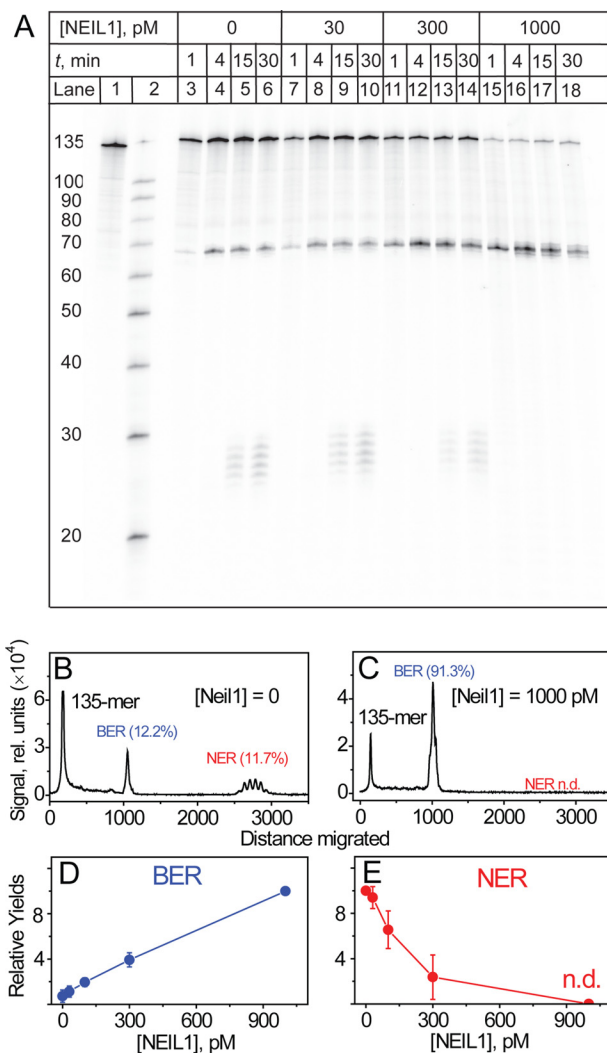 A
[NEIL1], pM 0 30 300 1000
t, min 1 4 15 30 1 4 15 30 1 4 15 30 1 4 15 30
Lane 1 2 3 4 5 6 7 8 9 10 11 12 13 14 15 16 17 18
135
100
90
80
70
60
50
40
30
20
B
[Neil1] = 0
135-mer
BER (12.2%)
NER (11.7%)
Signal, rel. units (×10⁴)
6
3
0
0 1000 2000 3000
C
BER (91.3%)
[Neil1] = 1000 pM
135-mer
NER n.d.
4
2
0
0 1000 2000 3000
Distance migrated
D
BER
Relative Yields
8
4
0 300 600 900
[NEIL1], pM
E
NER
n.d.
8
4
0 300 600 900
[NEIL1], pM